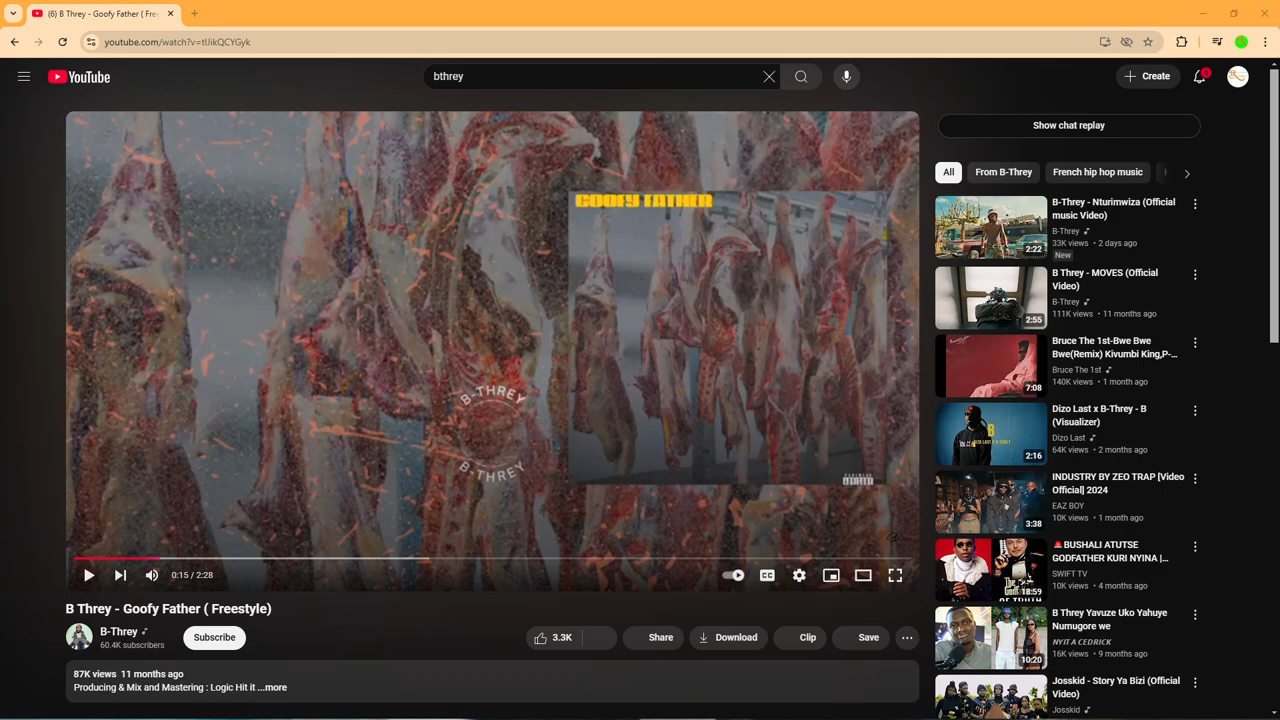 (6) B Threy - Goofy Father ( Fre
youtube.com/watch?v=tlJikQCYGyk
YouTube
bthrey
Create
9
GOOFY FATHER
B-THREY
B-THREY
0:15 / 2:28
CC
B Threy - Goofy Father ( Freestyle)
B-Threy
60.4K subscribers
Subscribe
3.3K
Share
Download
Clip
Save
87K views 11 months ago
Producing & Mix and Mastering : Logic Hit it ...more
Show chat replay
All
From B-Threy
French hip hop music
B-Threy - Nturimwiza (Official
music Video)
B-Threy
33K views • 2 days ago
New
2:22
B Threy - MOVES (Official
Video)
B-Threy
111K views • 11 months ago
2:55
Bruce The 1st-Bwe Bwe
Bwe(Remix) Kivumbi King,P-...
Bruce The 1st
140K views • 1 month ago
7:08
Dizo Last x B-Threy - B
(Visualizer)
Dizo Last
64K views • 2 months ago
B
2:16
INDUSTRY BY ZEO TRAP [Video
Official] 2024
EAZ BOY
10K views • 1 month ago
3:38
🚨BUSHALI ATUTSE
GODFATHER KURI NYINA |...
SWIFT TV
10K views • 4 months ago
The
18:59
OF TRUTH
B Threy Yavuze Uko Yahuye
Numugore we
NYIT A CEDRICK
16K views • 9 months ago
10:20
Josskid - Story Ya Bizi (Official
Video)
Josskid